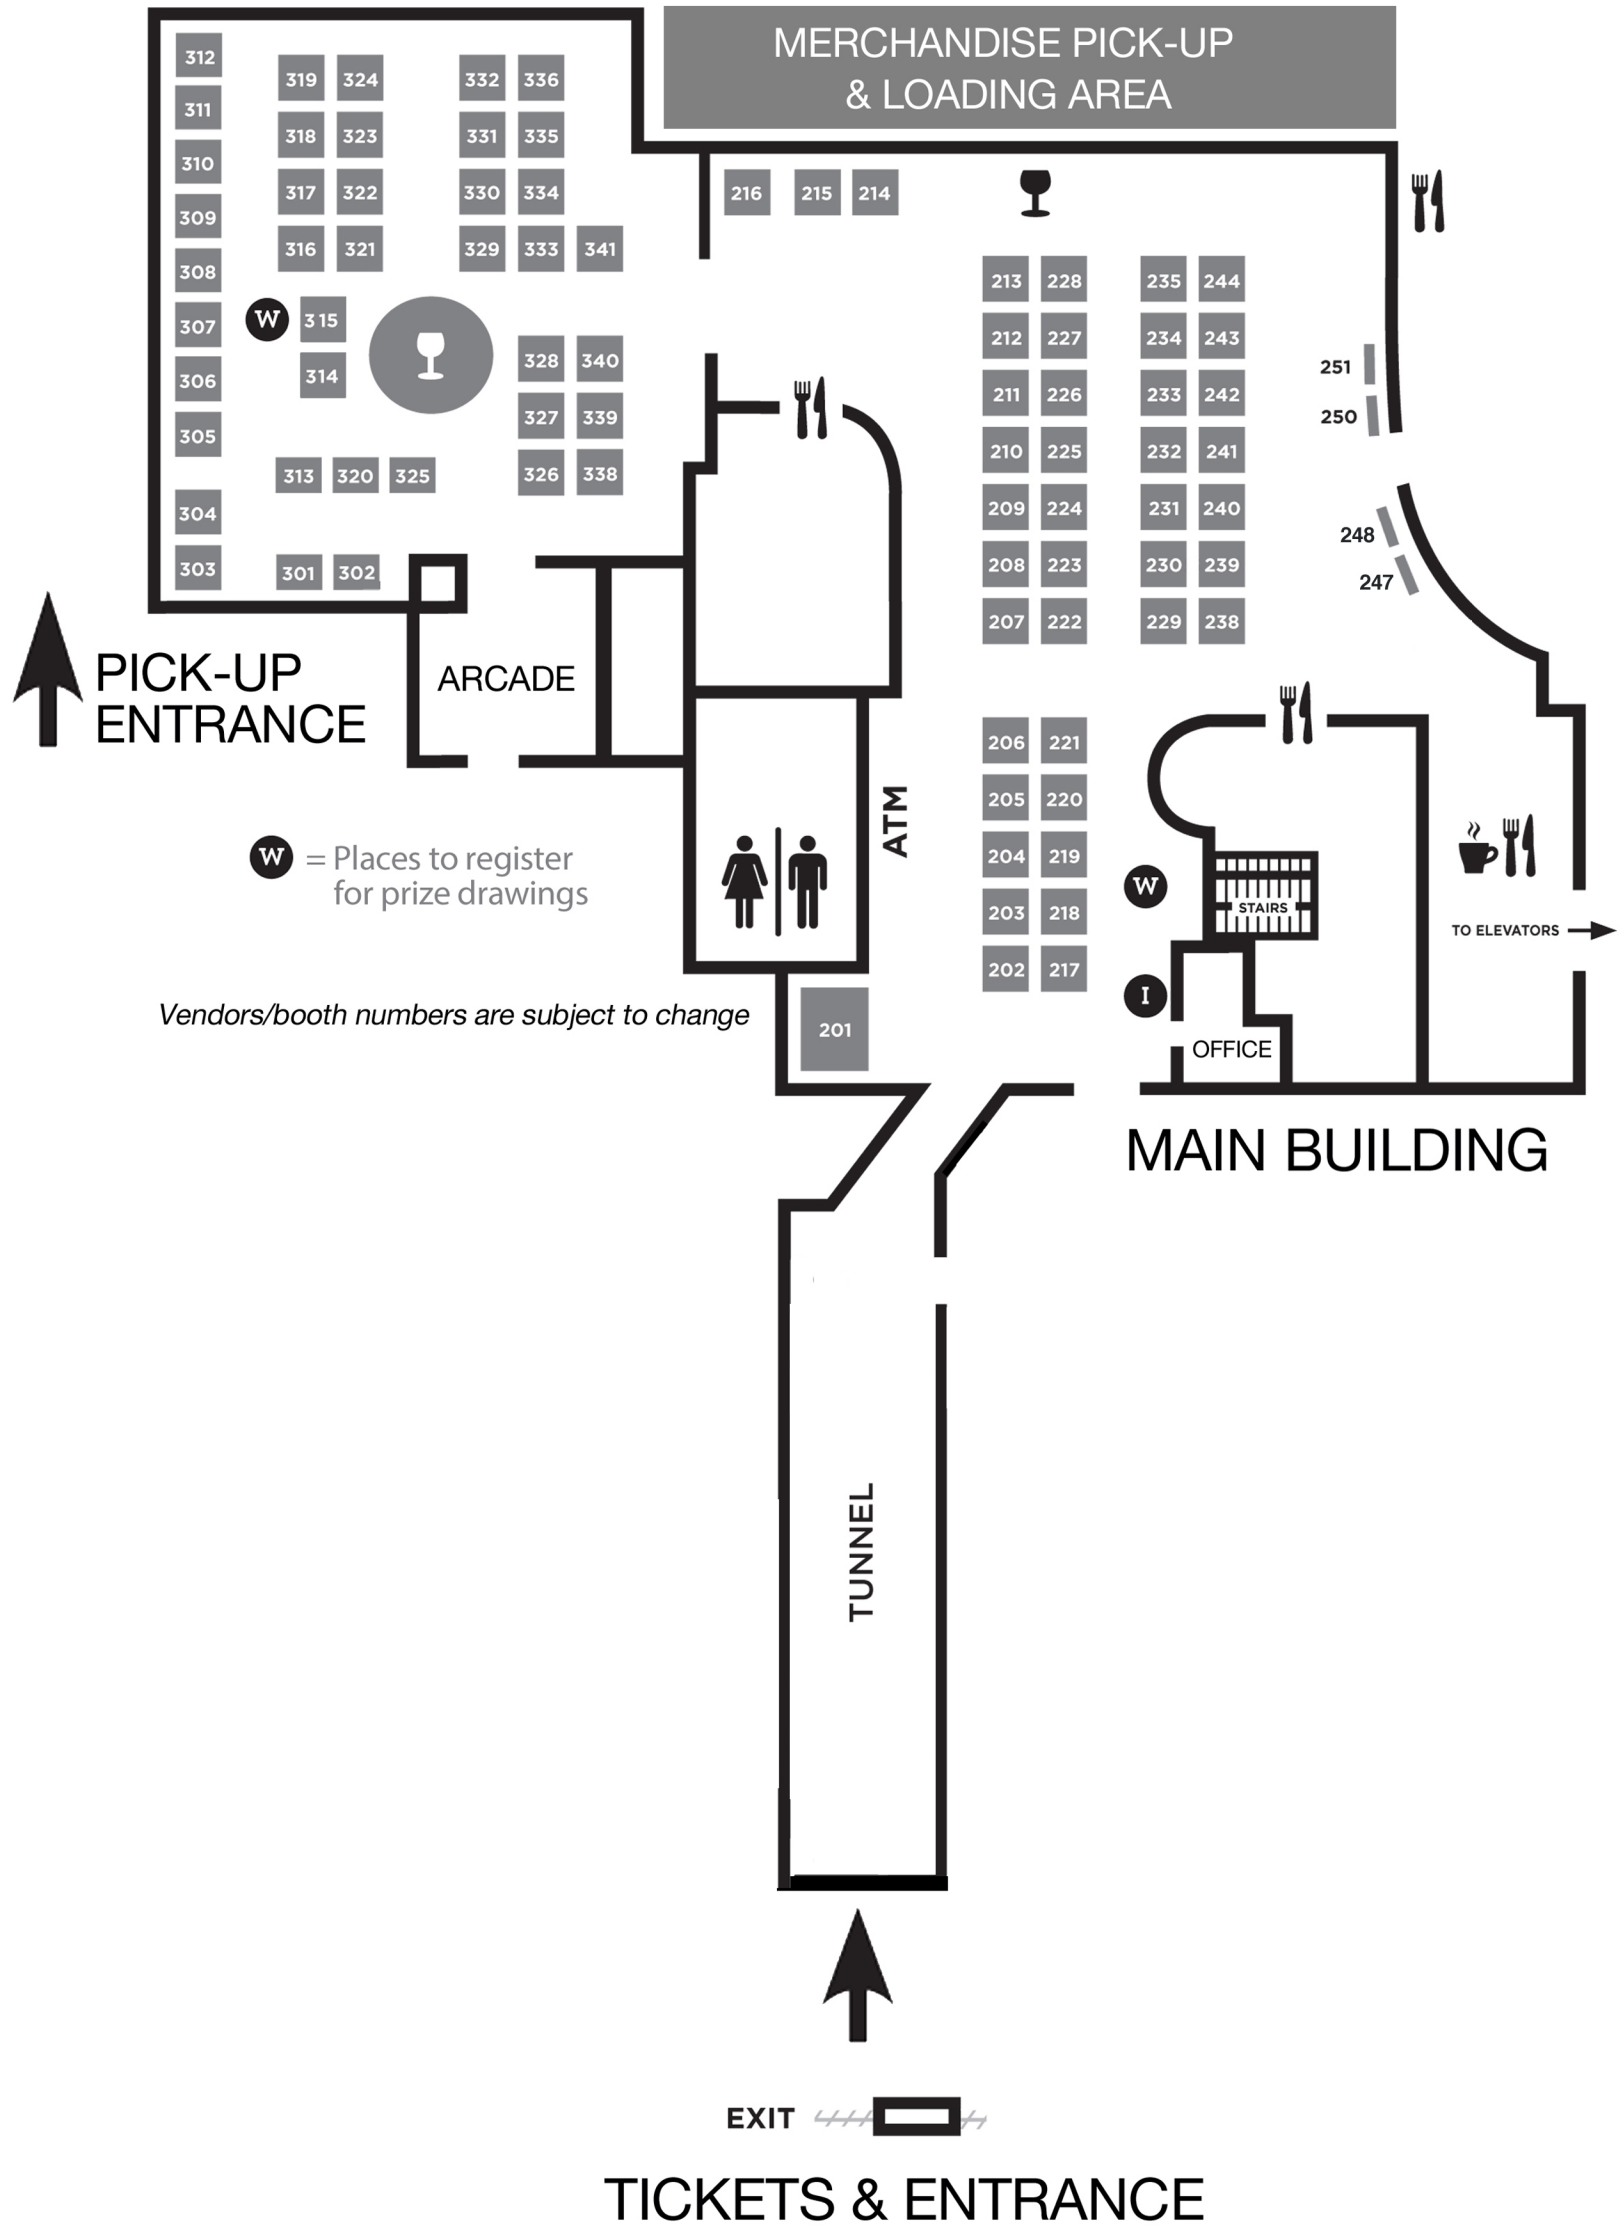 MERCHANDISE PICK-UP
& LOADING AREA
312
319 324 332 336
311
318 323 331 335
310
317 322 330 334
216 215 214
309
316 321 329 333 341
308
213 228 235 244
307
W 315
212 227 234 243
306
314
328 340
251
211 226 233 242
250
305
327 339
210 225 232 241
313 320 325
326 338
304
209 224 231 240
248
303
301 302
208 223 230 239
247
207 222 229 238
PICK-UP
ENTRANCE
ARCADE
206 221
205 220
ATM
W = Places to register
for prize drawings
204 219
W
203 218
STAIRS
TO ELEVATORS
202 217
I
Vendors/booth numbers are subject to change
201
OFFICE
MAIN BUILDING
TUNNEL
EXIT
TICKETS & ENTRANCE